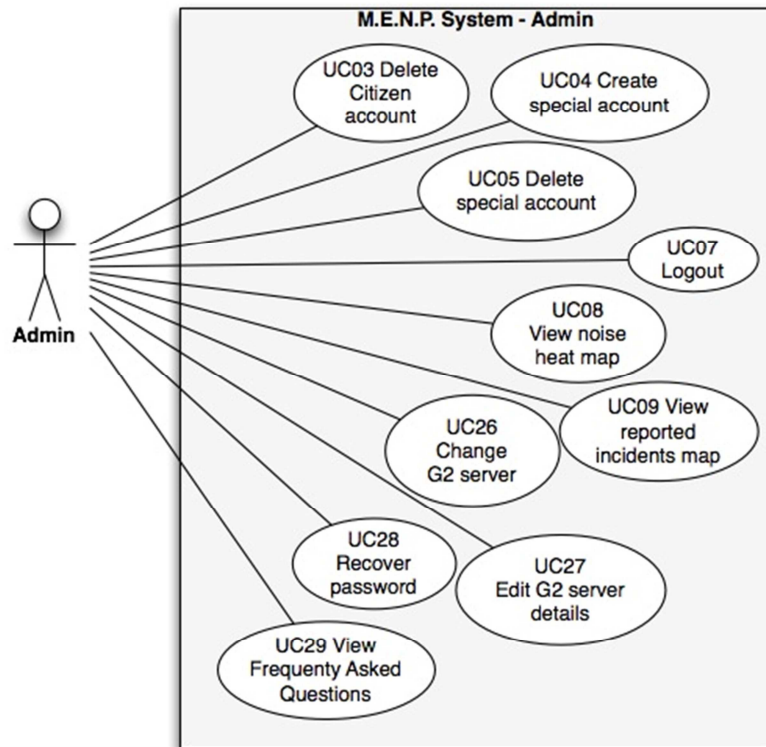 M.E.N.P. System - Admin
UC03 Delete
Citizen
account
UC04 Create
special account
UC05 Delete
special account
UC07
Logout
Admin
UC08
View noise
heat map
UC09 View
reported
incidents map
UC26
Change
G2 server
UC28
Recover
password
UC27
Edit G2 server
details
UC29 View
Frequenty Asked
Questions